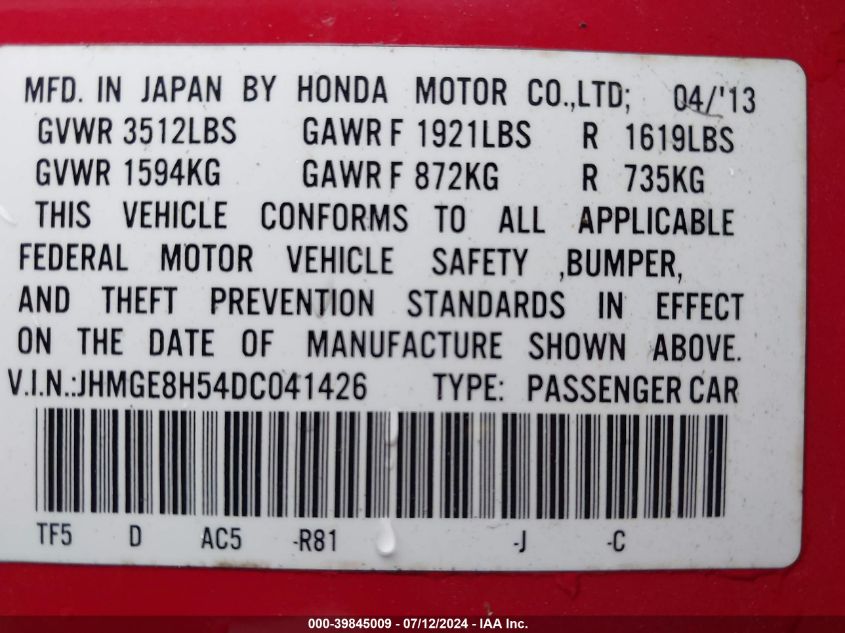 MFD. IN JAPAN BY HONDA MOTOR CO.,LTD; 04/'13
GVWR 3512LBS GAWR F 1921LBS R 1619LBS
GVWR 1594KG GAWR F 872KG R 735KG
THIS VEHICLE CONFORMS TO ALL APPLICABLE
FEDERAL MOTOR VEHICLE SAFETY ,BUMPER,
AND THEFT PREVENTION STANDARDS IN EFFECT
ON THE DATE OF MANUFACTURE SHOWN ABOVE.
V.I.N.:JHMGE8H54DC041426 TYPE: PASSENGER CAR
TF5 D AC5 -R81 -J -C
000-39845009 - 07/12/2024 - IAA Inc.